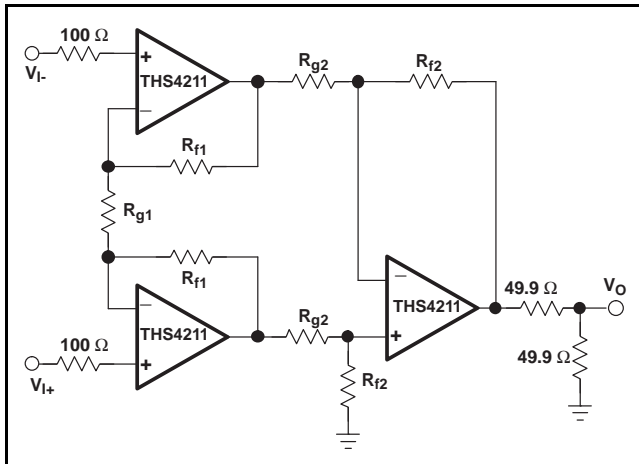 100 Ω
V_I-
+
THS4211
−
R_g2
R_f2
R_f1
R_g1
R_f1
−
THS4211
+
100 Ω
V_I+
R_g2
R_f2
−
THS4211
+
49.9 Ω
V_O
49.9 Ω